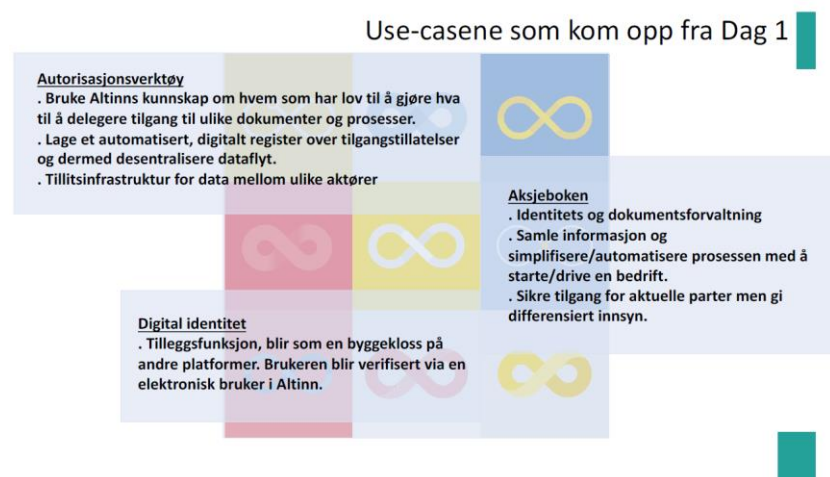 Use-casene som kom opp fra Dag 1
Autorisasjonsverktøy
. Bruke Altinns kunnskap om hvem som har lov til å gjøre hva
til å delegere tilgang til ulike dokumenter og prosesser.
. Lage et automatisert, digitalt register over tilgangstillatelser
og dermed desentralisere dataflyt.
. Tillitsinfrastruktur for data mellom ulike aktører
Aksjeboken
. Identitets og dokumentsforvaltning
. Samle informasjon og
simplifisere/automatisere prosessen med å
starte/drive en bedrift.
. Sikre tilgang for aktuelle parter men gi
differensiert innsyn.
Digital identitet
. Tilleggsfunksjon, blir som en byggekloss på
andre platformer. Brukeren blir verifisert via en
elektronisk bruker i Altinn.